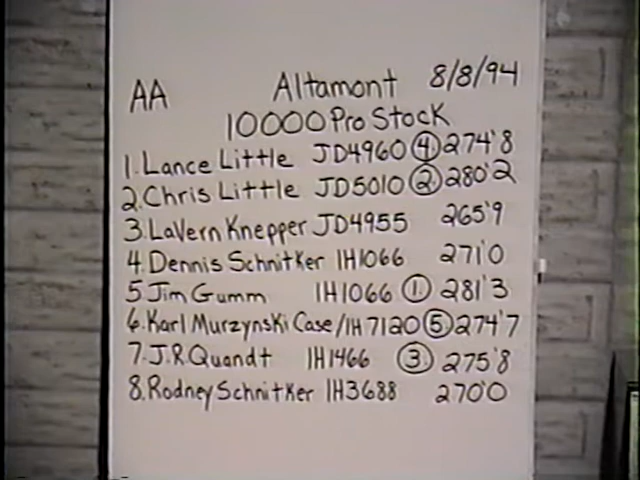 AA Altamont 8/8/94
10000 Pro Stock
1. Lance Little JD4960 ④ 274'8
2. Chris Little JD5010 ② 280'2
3. LaVern Knepper JD4955 265'9
4. Dennis Schnitker IH1066 271'0
5 Jim Gumm IH1066 ① 281'3
6. Karl Murzynski Case/IH7120 ⑤ 274'7
7. J.R Quandt IH1466 ③ 275'8
8. Rodney Schnitker IH3688 270'0